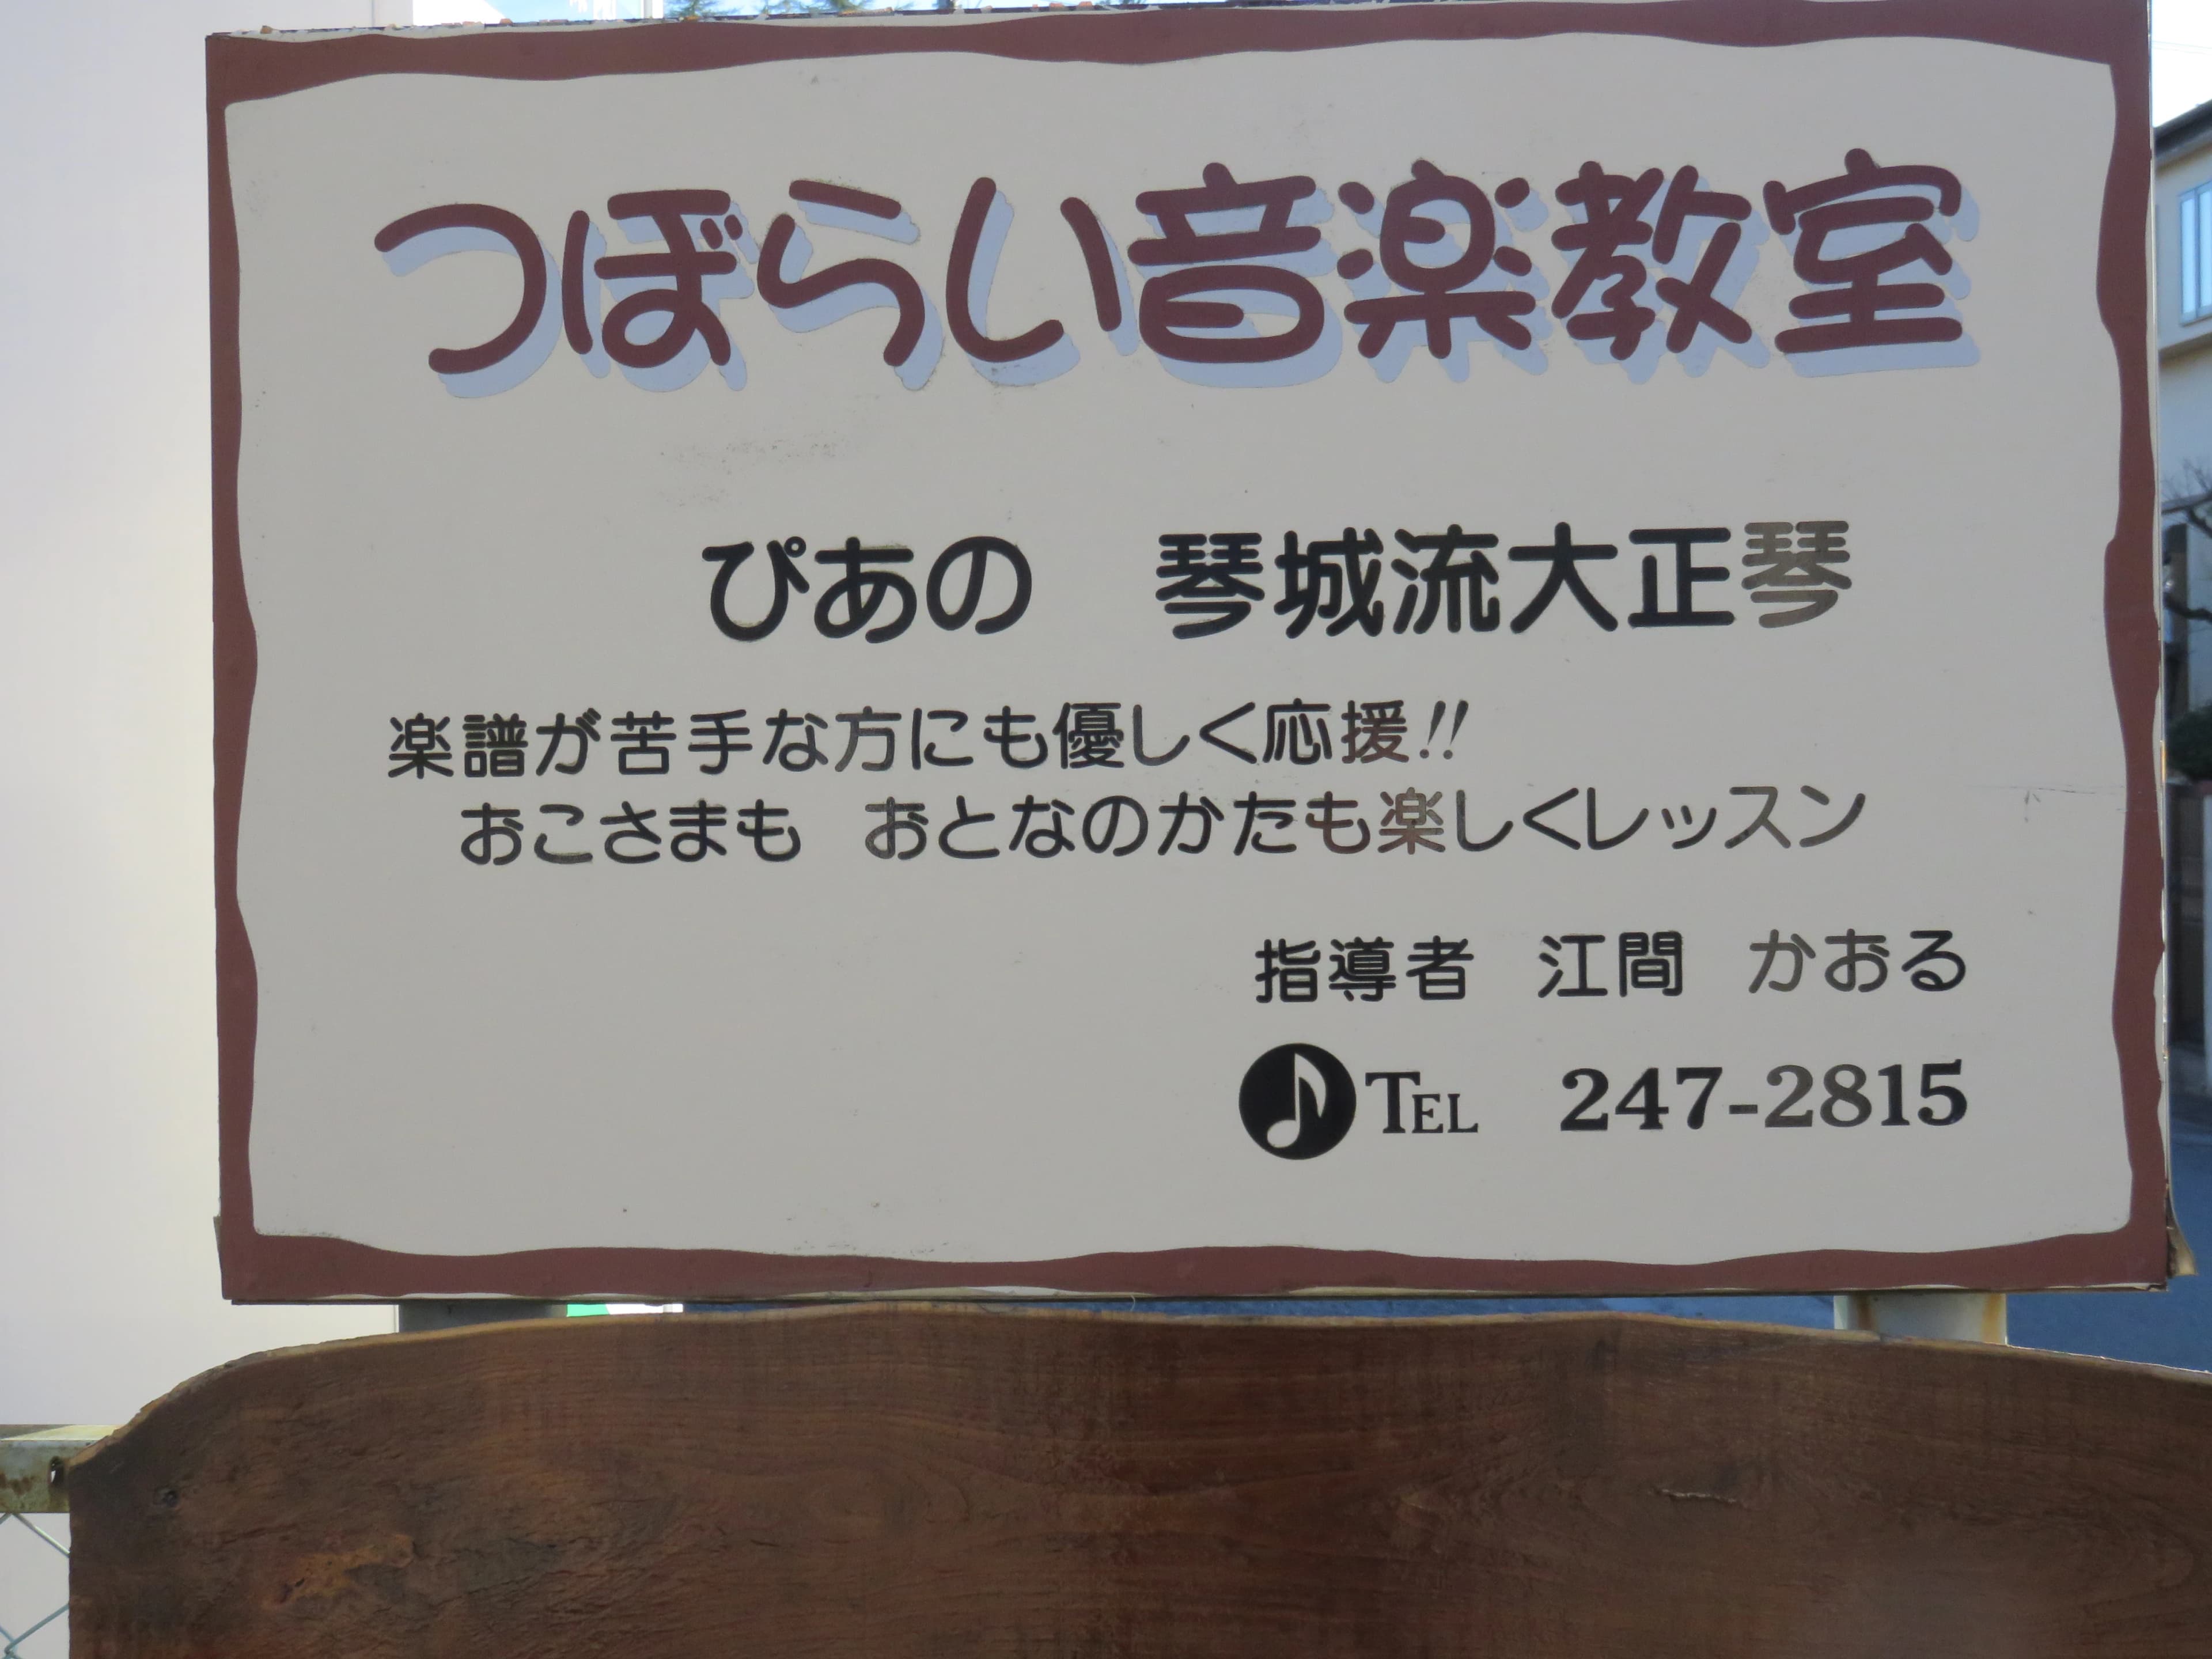 つぼらい音楽教室
ぴあの　琴城流大正琴
楽譜が苦手な方にも優しく応援!!
おこさまも　おとなのかたも楽しくレッスン
指導者　江間　かおる
TEL　247-2815